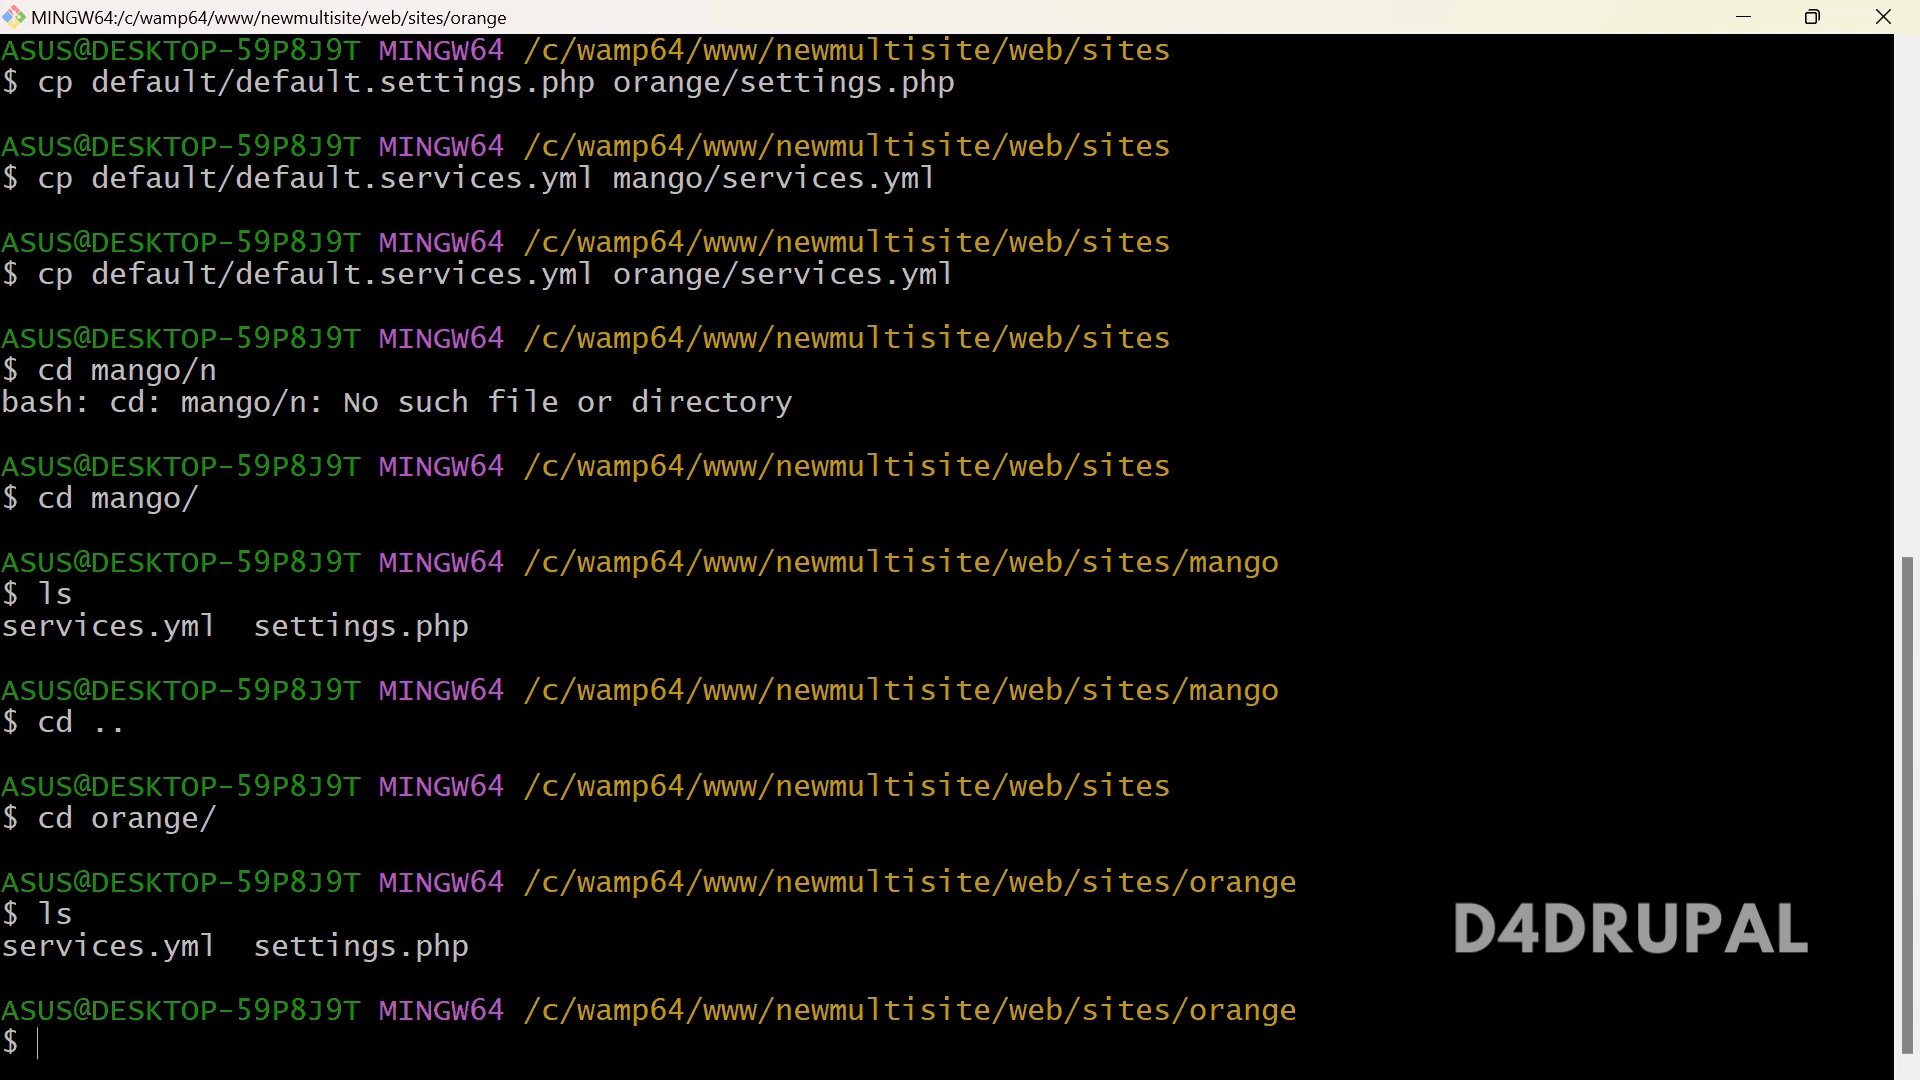 MINGW64:/c/wamp64/www/newmultisite/web/sites/orange
ASUS@DESKTOP-59P8J9T MINGW64 /c/wamp64/www/newmultisite/web/sites
$ cp default/default.settings.php orange/settings.php
ASUS@DESKTOP-59P8J9T MINGW64 /c/wamp64/www/newmultisite/web/sites
$ cp default/default.services.yml mango/services.yml
ASUS@DESKTOP-59P8J9T MINGW64 /c/wamp64/www/newmultisite/web/sites
$ cp default/default.services.yml orange/services.yml
ASUS@DESKTOP-59P8J9T MINGW64 /c/wamp64/www/newmultisite/web/sites
$ cd mango/n
bash: cd: mango/n: No such file or directory
ASUS@DESKTOP-59P8J9T MINGW64 /c/wamp64/www/newmultisite/web/sites
$ cd mango/
ASUS@DESKTOP-59P8J9T MINGW64 /c/wamp64/www/newmultisite/web/sites/mango
$ ls
services.yml  settings.php
ASUS@DESKTOP-59P8J9T MINGW64 /c/wamp64/www/newmultisite/web/sites/mango
$ cd ..
ASUS@DESKTOP-59P8J9T MINGW64 /c/wamp64/www/newmultisite/web/sites
$ cd orange/
ASUS@DESKTOP-59P8J9T MINGW64 /c/wamp64/www/newmultisite/web/sites/orange
$ ls
services.yml  settings.php
ASUS@DESKTOP-59P8J9T MINGW64 /c/wamp64/www/newmultisite/web/sites/orange
$
D4DRUPAL